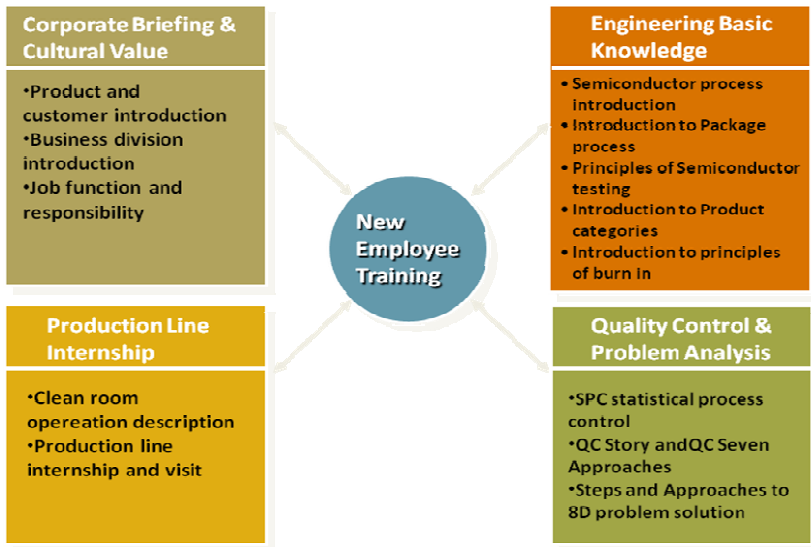 Corporate Briefing &
Cultural Value
•Product and
customer introduction
•Business division
introduction
•Job function and
responsibility
Engineering Basic
Knowledge
• Semiconductor process
introduction
• Introduction to Package
process
• Principles of Semiconductor
testing
• Introduction to Product
categories
• Introduction to principles
of burn in
New
Employee
Training
Production Line
Internship
•Clean room
opereation description
•Production line
internship and visit
Quality Control &
Problem Analysis
•SPC statistical process
control
•QC Story andQC Seven
Approaches
•Steps and Approaches to
8D problem solution